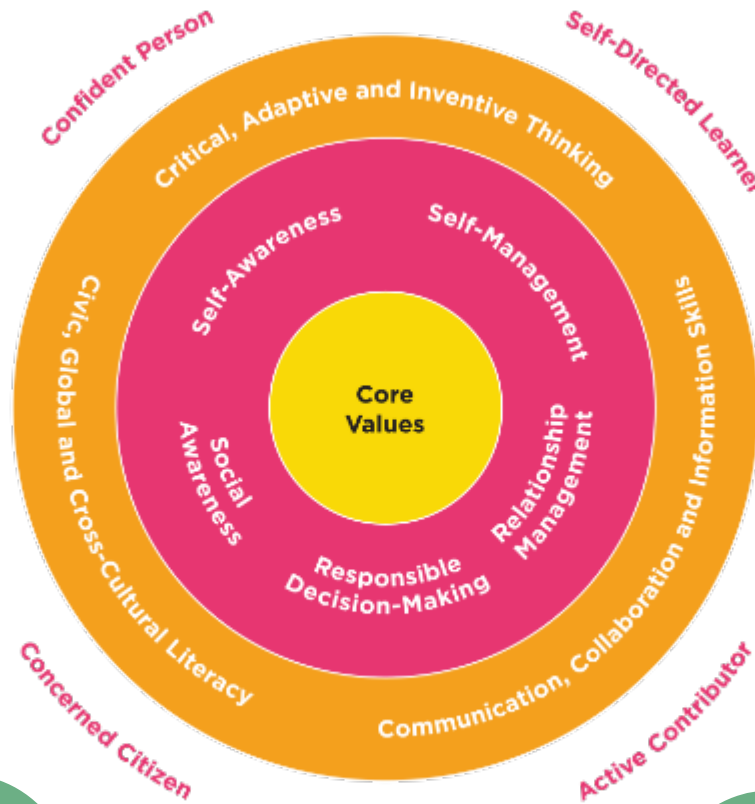 Confident Person
Self-Directed Learner
Critical, Adaptive and Inventive Thinking
Self-Awareness
Self-Management
Civic, Global and Cross-Cultural Literacy
Communication, Collaboration and Information Skills
Core
Values
Social
Awareness
Relationship
Management
Responsible
Decision-Making
Concerned Citizen
Active Contributor